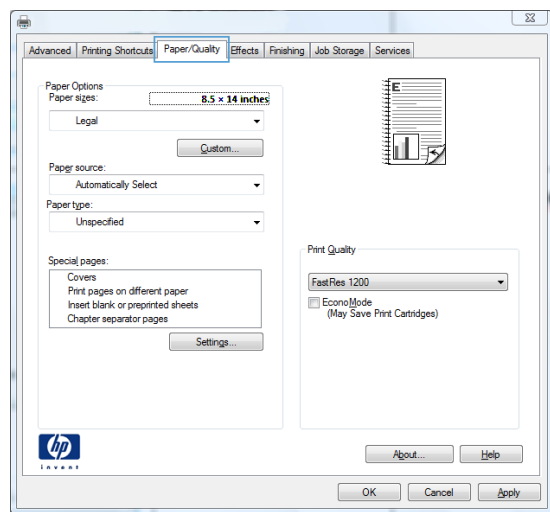 Advanced Printing Shortcuts Paper/Quality Effects Finishing Job Storage Services
Paper Options
Paper sizes: 8.5 × 14 inches
Legal
Custom...
Paper source:
Automatically Select
Paper type:
Unspecified
Special pages:
Covers
Print pages on different paper
Insert blank or preprinted sheets
Chapter separator pages
Settings...
E
Print Quality
FastRes 1200
EconoMode
(May Save Print Cartridges)
hp
invent
About... Help
OK Cancel Apply